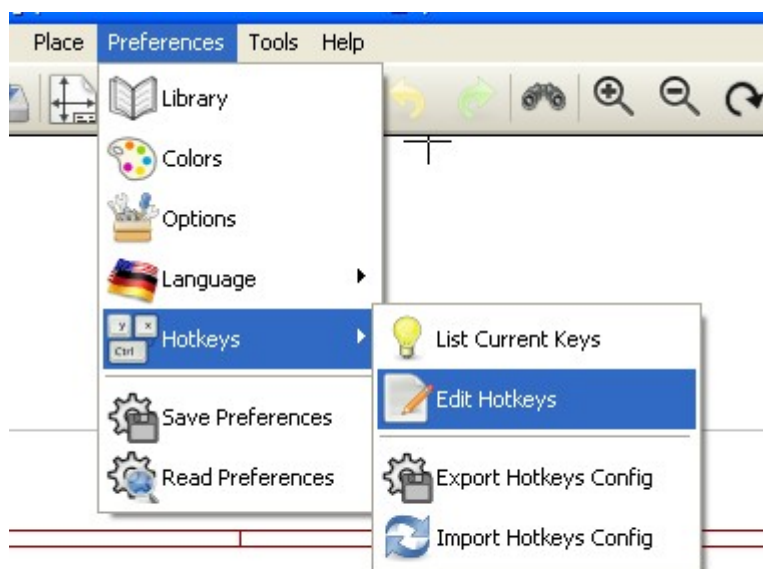 Place Preferences Tools Help
Library
Colors
Options
Language
y x
Ctrl
Hotkeys
List Current Keys
Edit Hotkeys
Save Preferences
Export Hotkeys Config
Read Preferences
Import Hotkeys Config